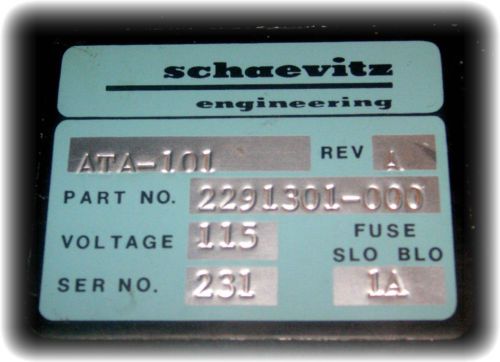 schaevitz
engineering
ATA-101 REV A
PART NO. 2291301-000
VOLTAGE 115 FUSE
SLO BLO
SER NO. 231 1A